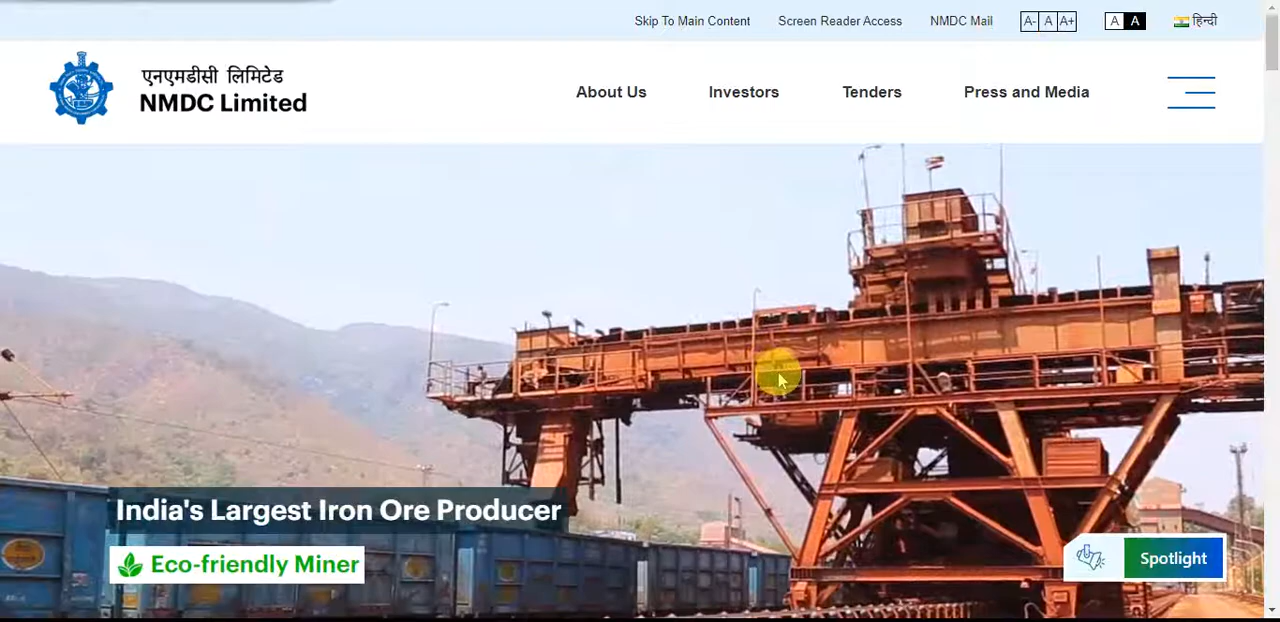 Skip To Main Content Screen Reader Access NMDC Mail A- A A+ A A हिन्दी
एनएमडीसी लिमिटेड
NMDC Limited
About Us Investors Tenders Press and Media
India's Largest Iron Ore Producer
Eco-friendly Miner
Spotlight